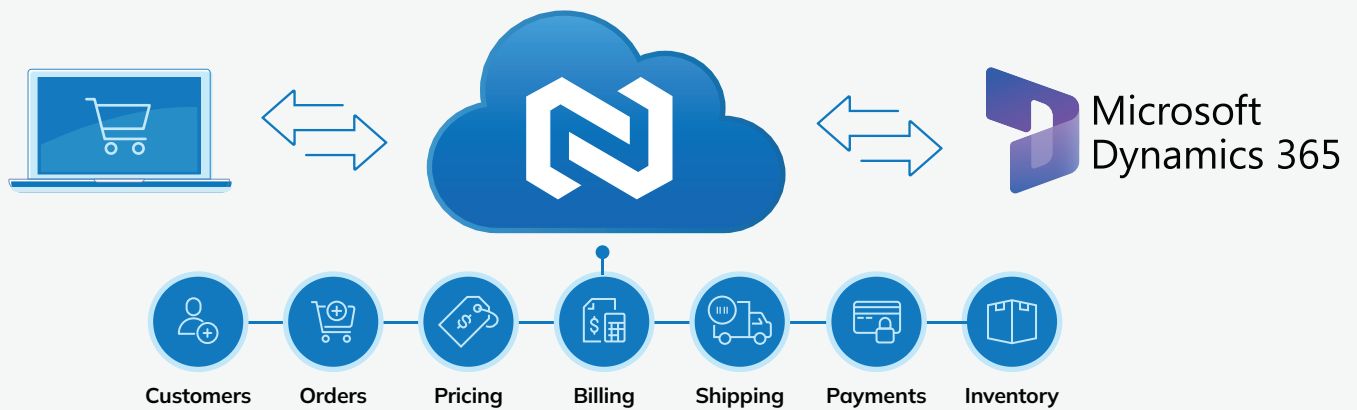 Microsoft
Dynamics 365
Customers
Orders
Pricing
Billing
Shipping
Payments
Inventory